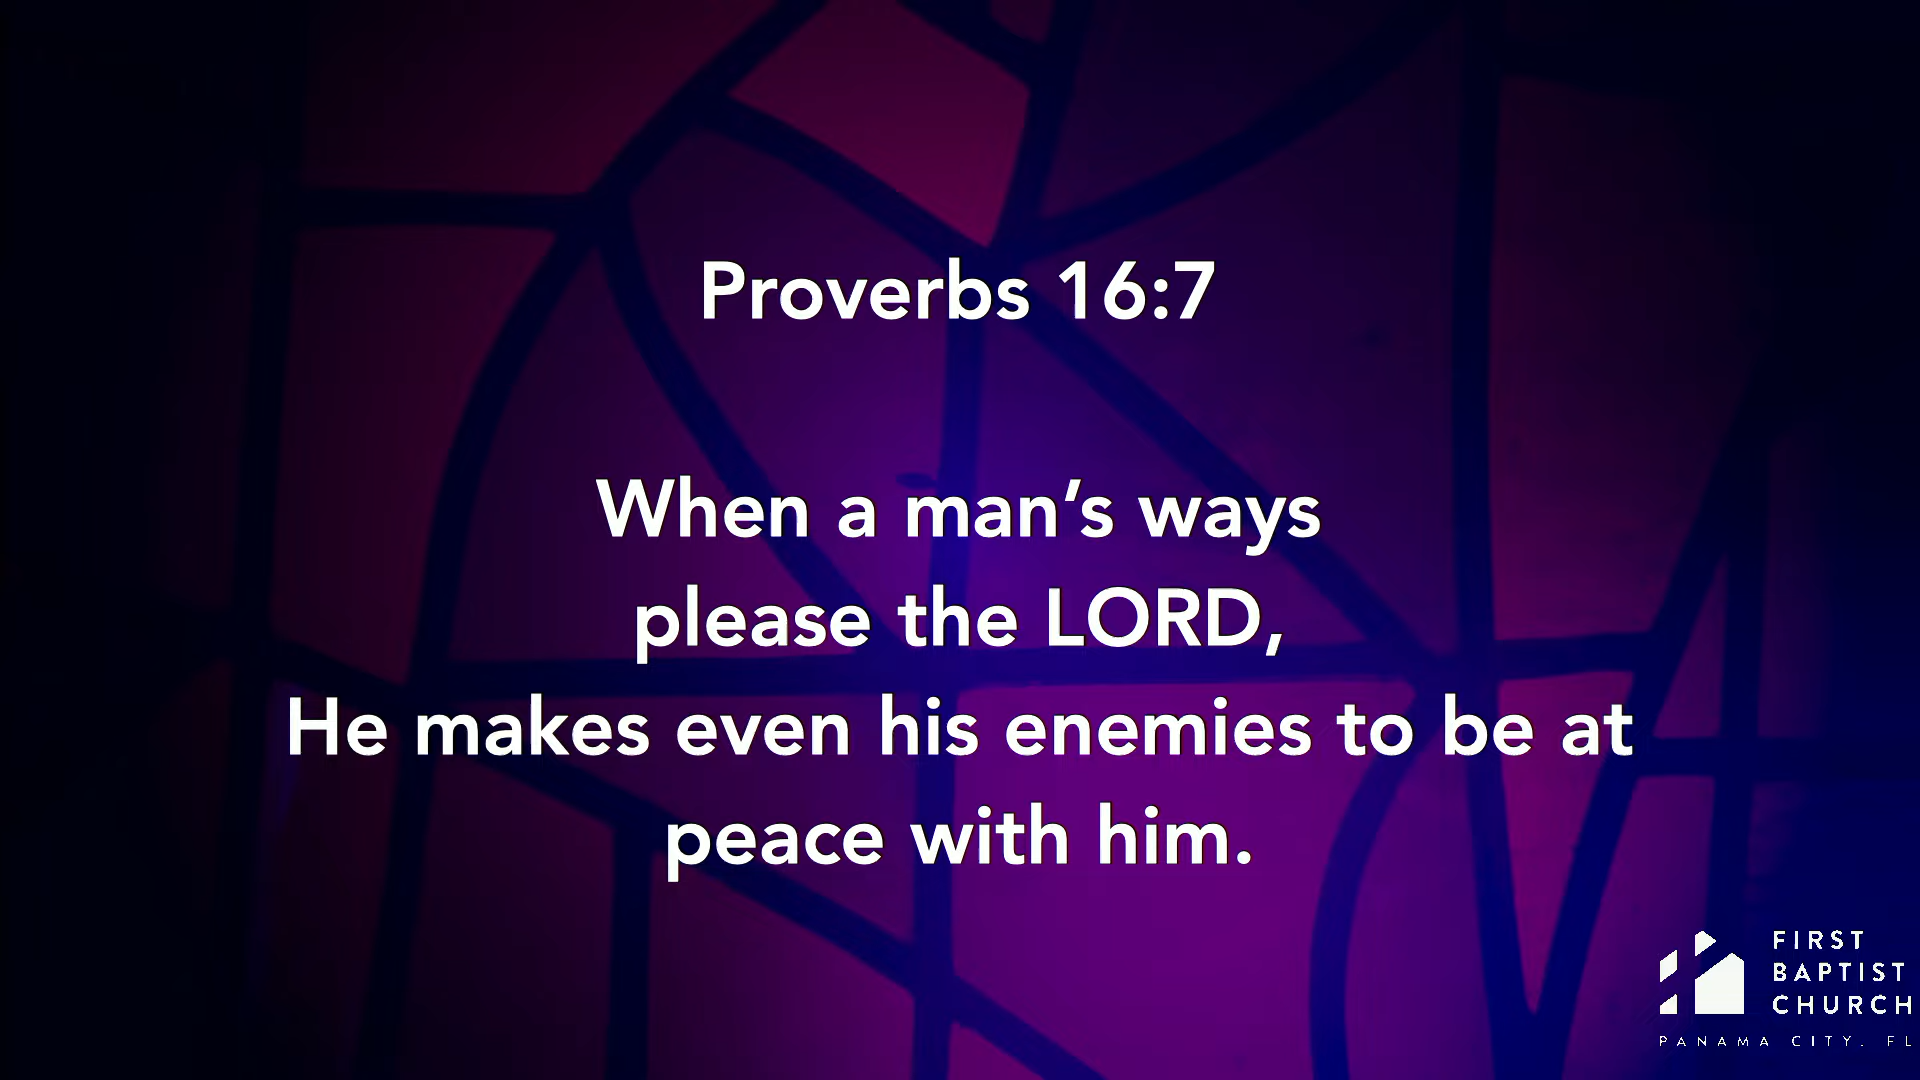 Proverbs 16:7
When a man’s ways
please the LORD,
He makes even his enemies to be at
peace with him.
FIRST
BAPTIST
CHURCH
PANAMA CITY, FL